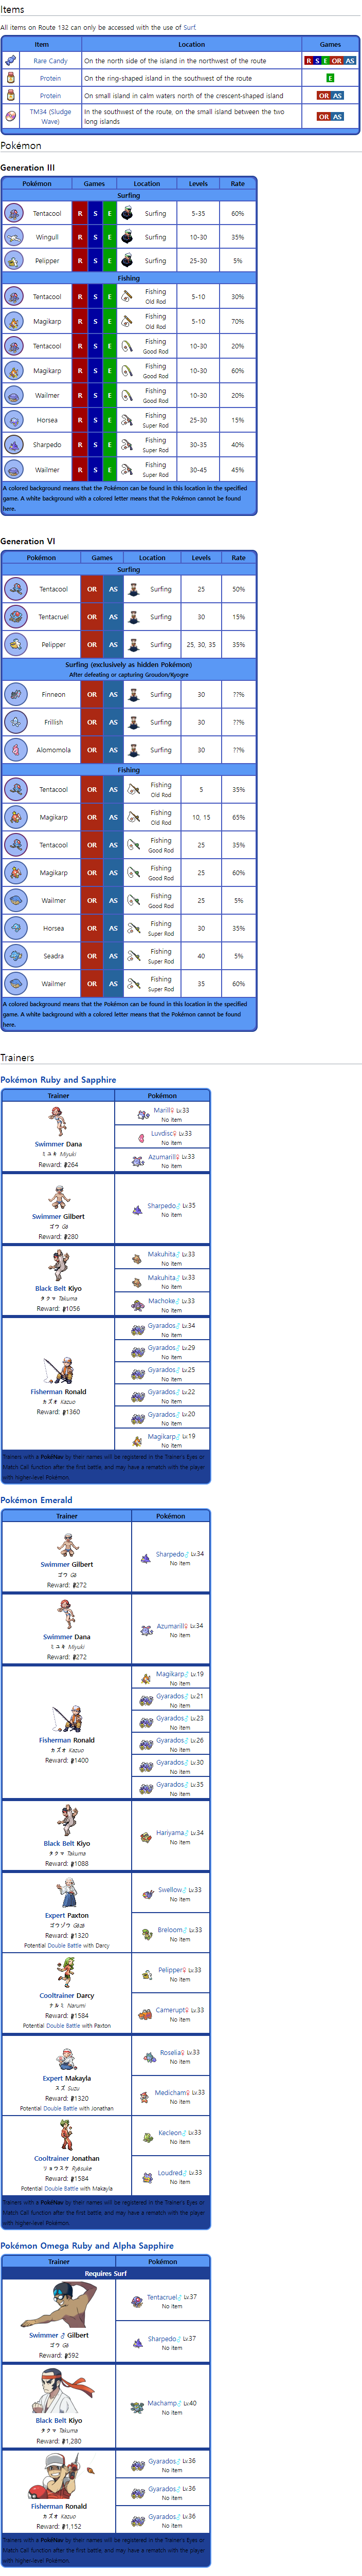 Items
All items on Route 132 can only be accessed with the use of Surf.
Item Location Games
Rare Candy On the north side of the island in the northwest of the route R S E OR AS
Protein On the ring-shaped island in the southwest of the route E
Protein On small island in calm waters north of the crescent-shaped island OR AS
TM34 (Sludge Wave) In the southwest of the route, on the small island between the two long islands OR AS
Pokémon
Generation III
Pokémon Games Location Levels Rate
Surfing
Tentacool R S E Surfing 5-35 60%
Wingull R S E Surfing 10-30 35%
Pelipper R S E Surfing 25-30 5%
Fishing
Tentacool R S E Fishing Old Rod 5-10 30%
Magikarp R S E Fishing Old Rod 5-10 70%
Tentacool R S E Fishing Good Rod 10-30 20%
Magikarp R S E Fishing Good Rod 10-30 60%
Wailmer R S E Fishing Good Rod 10-30 20%
Horsea R S E Fishing Super Rod 25-30 15%
Sharpedo R S E Fishing Super Rod 30-35 40%
Wailmer R S E Fishing Super Rod 30-45 45%
A colored background means that the Pokémon can be found in this location in the specified
game. A white background with a colored letter means that the Pokémon cannot be found
here.
Generation VI
Pokémon Games Location Levels Rate
Surfing
Tentacool OR AS Surfing 25 50%
Tentacruel OR AS Surfing 30 15%
Pelipper OR AS Surfing 25, 30, 35 35%
Surfing (exclusively as hidden Pokémon)
After defeating or capturing Groudon/Kyogre
Finneon OR AS Surfing 30 ??%
Frillish OR AS Surfing 30 ??%
Alomomola OR AS Surfing 30 ??%
Fishing
Tentacool OR AS Fishing Old Rod 5 35%
Magikarp OR AS Fishing Old Rod 10, 15 65%
Tentacool OR AS Fishing Good Rod 25 35%
Magikarp OR AS Fishing Good Rod 25 60%
Wailmer OR AS Fishing Good Rod 25 5%
Horsea OR AS Fishing Super Rod 30 35%
Seadra OR AS Fishing Super Rod 40 5%
Wailmer OR AS Fishing Super Rod 35 60%
A colored background means that the Pokémon can be found in this location in the specified
game. A white background with a colored letter means that the Pokémon cannot be found
here.
Trainers
Pokémon Ruby and Sapphire
Trainer Pokémon
Swimmer Dana
ミユキ Miyuki
Reward: 264
Marill♀ Lv.33
No item
Luvdisc♀ Lv.33
No item
Azumarill♀ Lv.33
No item
Swimmer Gilbert
ゴウ Gō
Reward: 280
Sharpedo♂ Lv.35
No item
Black Belt Kiyo
タクマ Takuma
Reward: 1056
Makuhita♂ Lv.33
No item
Makuhita♂ Lv.33
No item
Machoke♂ Lv.33
No item
Fisherman Ronald
カズオ Kazuo
Reward: 1360
Gyarados♂ Lv.34
No item
Gyarados♂ Lv.29
No item
Gyarados♂ Lv.25
No item
Gyarados♂ Lv.22
No item
Gyarados♂ Lv.20
No item
Magikarp♂ Lv.19
No item
Trainers with a PokéNav by their names will be registered in the Trainer's Eyes or
Match Call function after the first battle, and may have a rematch with the player
with higher-level Pokémon.
Pokémon Emerald
Trainer Pokémon
Swimmer Gilbert
ゴウ Gō
Reward: 272
Sharpedo♂ Lv.34
No item
Swimmer Dana
ミユキ Miyuki
Reward: 272
Azumarill♀ Lv.34
No item
Fisherman Ronald
カズオ Kazuo
Reward: 1400
Magikarp♂ Lv.19
No item
Gyarados♂ Lv.21
No item
Gyarados♂ Lv.23
No item
Gyarados♂ Lv.26
No item
Gyarados♂ Lv.30
No item
Gyarados♂ Lv.35
No item
Black Belt Kiyo
タクマ Takuma
Reward: 1088
Hariyama♂ Lv.34
No item
Expert Paxton
ゴウゾウ Gōzō
Reward: 1320
Potential Double Battle with Darcy
Swellow♂ Lv.33
No item
Breloom♂ Lv.33
No item
Cooltrainer Darcy
ナルミ Narumi
Reward: 1584
Potential Double Battle with Paxton
Pelipper♀ Lv.33
No item
Camerupt♀ Lv.33
No item
Expert Makayla
スズ Suzu
Reward: 1320
Potential Double Battle with Jonathan
Roselia♀ Lv.33
No item
Medicham♀ Lv.33
No item
Cooltrainer Jonathan
リョウスケ Ryōsuke
Reward: 1584
Potential Double Battle with Makayla
Kecleon♂ Lv.33
No item
Loudred♂ Lv.33
No item
Trainers with a PokéNav by their names will be registered in the Trainer's Eyes or
Match Call function after the first battle, and may have a rematch with the player
with higher-level Pokémon.
Pokémon Omega Ruby and Alpha Sapphire
Trainer Pokémon
Requires Surf
Swimmer ♂ Gilbert
ゴウ Gō
Reward: 592
Tentacruel♂ Lv.37
No item
Sharpedo♂ Lv.37
No item
Black Belt Kiyo
タクマ Takuma
Reward: 1,280
Machamp♂ Lv.40
No item
Fisherman Ronald
カズオ Kazuo
Reward: 1,152
Gyarados♂ Lv.36
No item
Gyarados♂ Lv.36
No item
Gyarados♂ Lv.36
No item
Trainers with a PokéNav by their names will be registered in the Trainer's Eyes or
Match Call function after the first battle, and may have a rematch with the player
with higher-level Pokémon.